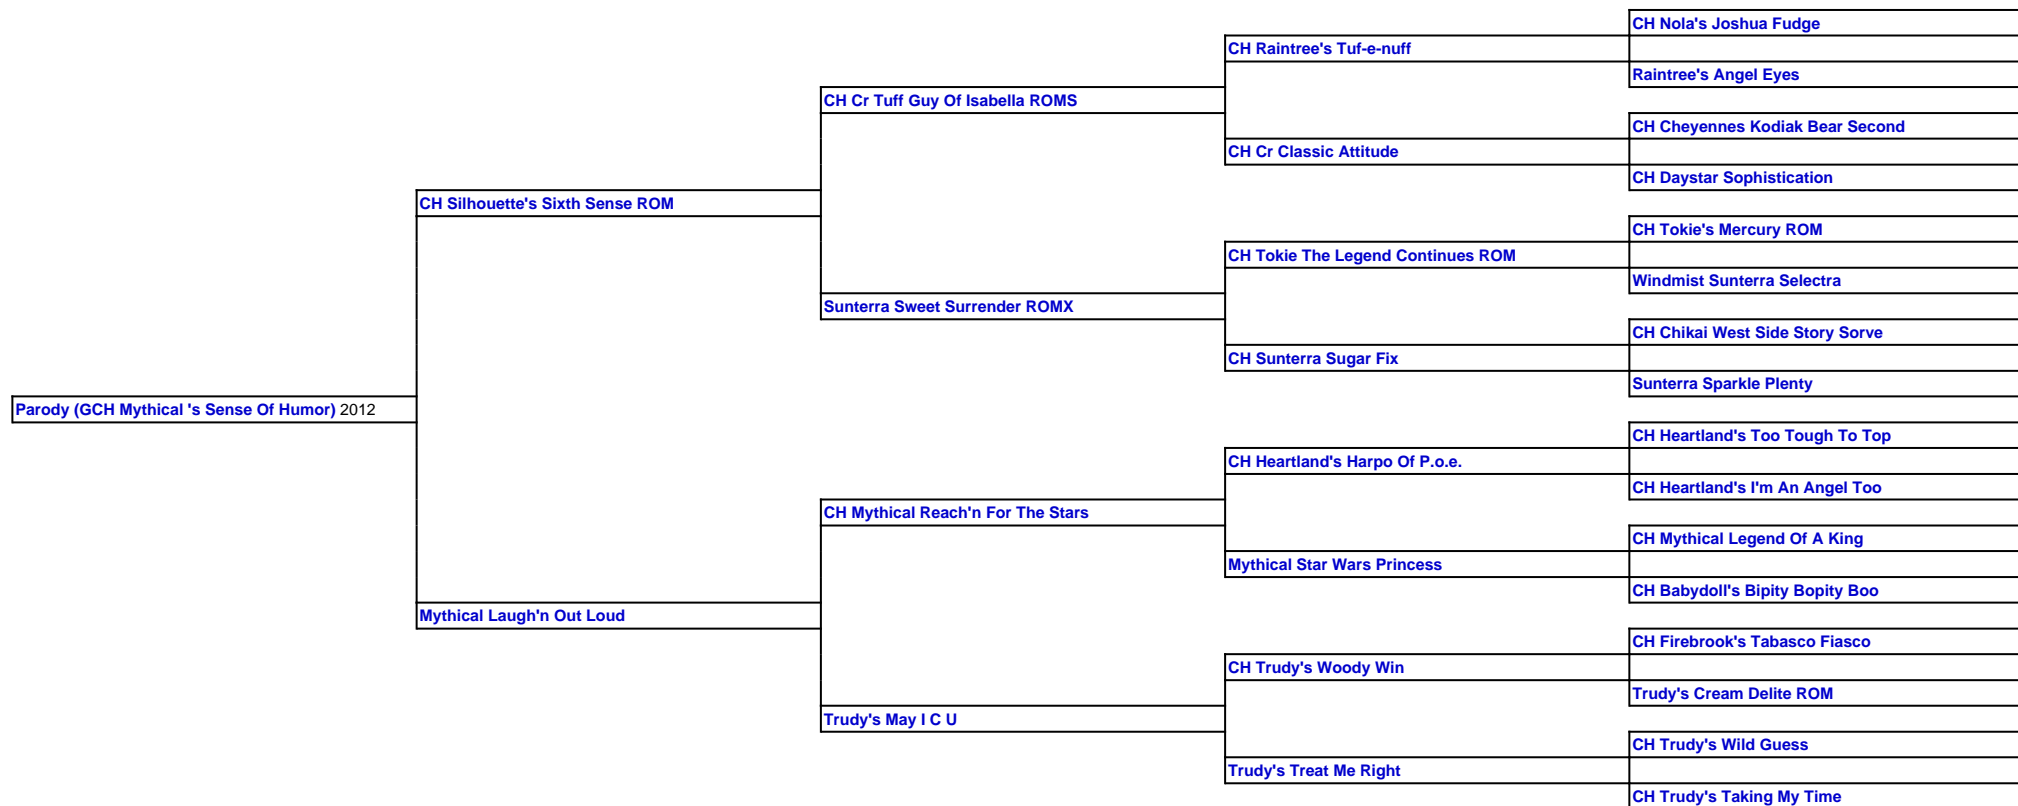 CH Nola's Joshua Fudge
CH Raintree's Tuf-e-nuff
Raintree's Angel Eyes
CH Cr Tuff Guy Of Isabella ROMS
CH Cheyennes Kodiak Bear Second
CH Cr Classic Attitude
CH Daystar Sophistication
CH Silhouette's Sixth Sense ROM
CH Tokie's Mercury ROM
CH Tokie The Legend Continues ROM
Windmist Sunterra Selectra
Sunterra Sweet Surrender ROMX
CH Chikai West Side Story Sorve
CH Sunterra Sugar Fix
Sunterra Sparkle Plenty
Parody (GCH Mythical 's Sense Of Humor) 2012
CH Heartland's Too Tough To Top
CH Heartland's Harpo Of P.o.e.
CH Heartland's I'm An Angel Too
CH Mythical Reach'n For The Stars
CH Mythical Legend Of A King
Mythical Star Wars Princess
CH Babydoll's Bipity Bopity Boo
Mythical Laugh'n Out Loud
CH Firebrook's Tabasco Fiasco
CH Trudy's Woody Win
Trudy's Cream Delite ROM
Trudy's May I C U
CH Trudy's Wild Guess
Trudy's Treat Me Right
CH Trudy's Taking My Time